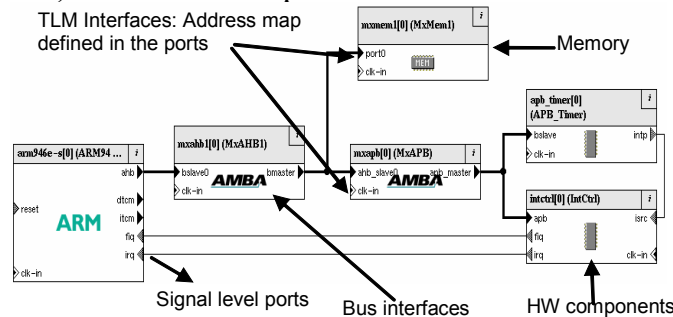 TLM Interfaces: Address map
defined in the ports
mxmem1[0] (MxMem1)
i
port0
clk-in
MEM
Memory
apb_timer[0]
(APB_Timer)
i
bslave
intp
clk-in
arm946e-s[0] (ARM94 ...
i
ahb
dtcm
reset
itcm
ARM
fiq
irq
clk-in
mxahb1[0] (MxAHB1)
i
bslave0
bmaster
clk-in
AMBA
mxapb[0] (MxAPB)
i
ahb_slave0
apb_master
clk-in
AMBA
intctrl[0] (IntCtrl)
i
apb
isrc
fiq
irq
clk-in
Signal level ports
Bus interfaces
HW components